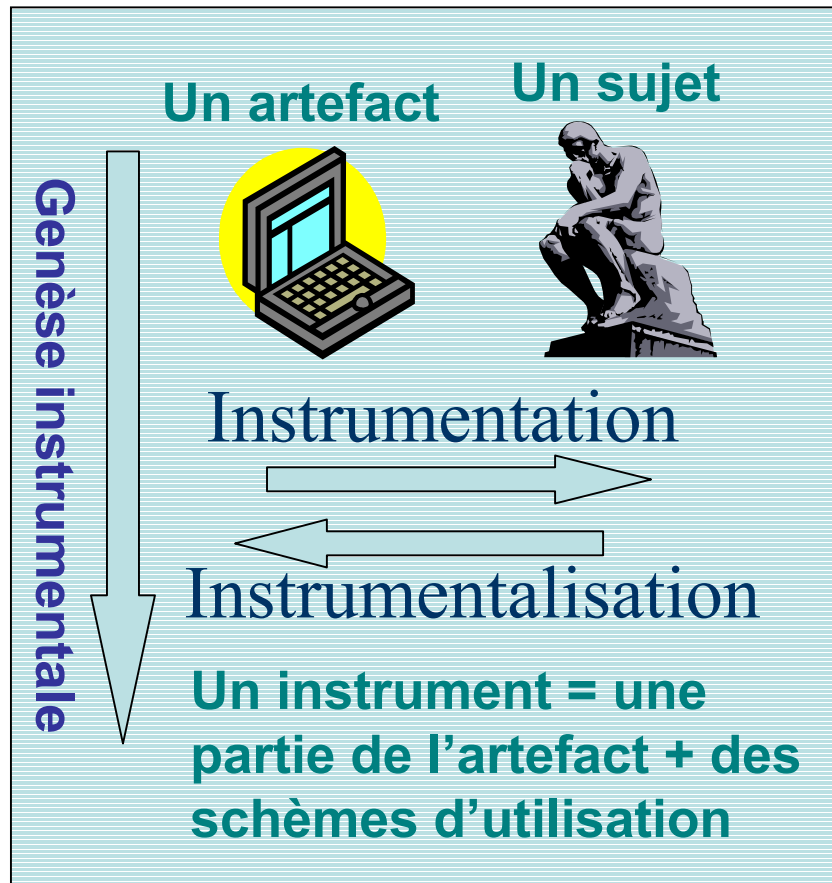 Un artefact
Un sujet
Genèse instrumentale
Instrumentation
Instrumentalisation
Un instrument = une
partie de l’artefact + des
schèmes d’utilisation